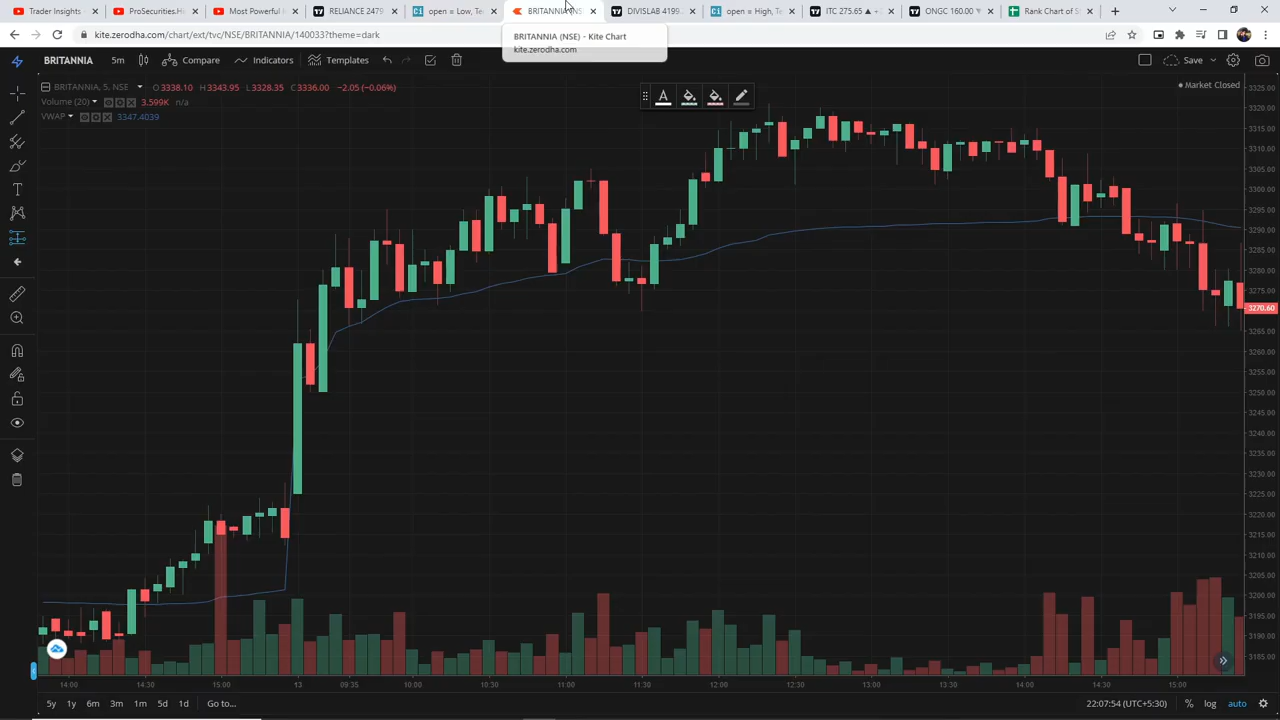 Trader Insights
ProSecurities.Hi
Most Powerful I
RELIANCE 2479
open = Low, Te
BRITANNIA
DIVISLAB 4199.
open = High, Te
ITC 275.65
ONGC 160.00
Rank Chart of S
kite.zerodha.com/chart/ext/tvc/NSE/BRITANNIA/140033?theme=dark
BRITANNIA (NSE) - Kite Chart
kite.zerodha.com
BRITANNIA
5m
Compare
Indicators
Templates
Save
BRITANNIA, 5, NSE
O3338.10 H3343.95 L3328.35 C3336.00 -2.05 (-0.06%)
Market Closed
Volume (20)
3.599K n/a
VWAP
3347.4039
3325.00
3320.00
3315.00
3310.00
3305.00
3300.00
3295.00
3290.00
3285.00
3280.00
3275.00
3270.60
3265.00
3260.00
3255.00
3250.00
3245.00
3240.00
3235.00
3230.00
3225.00
3220.00
3215.00
3210.00
3205.00
3200.00
3195.00
3190.00
3185.00
14:00
14:30
15:00
13
09:35
10:00
10:30
11:00
11:30
12:00
12:30
13:00
13:30
14:00
14:30
15:00
5y
1y
6m
3m
1m
5d
1d
Go to...
22:07:54 (UTC+5:30)
%
log
auto